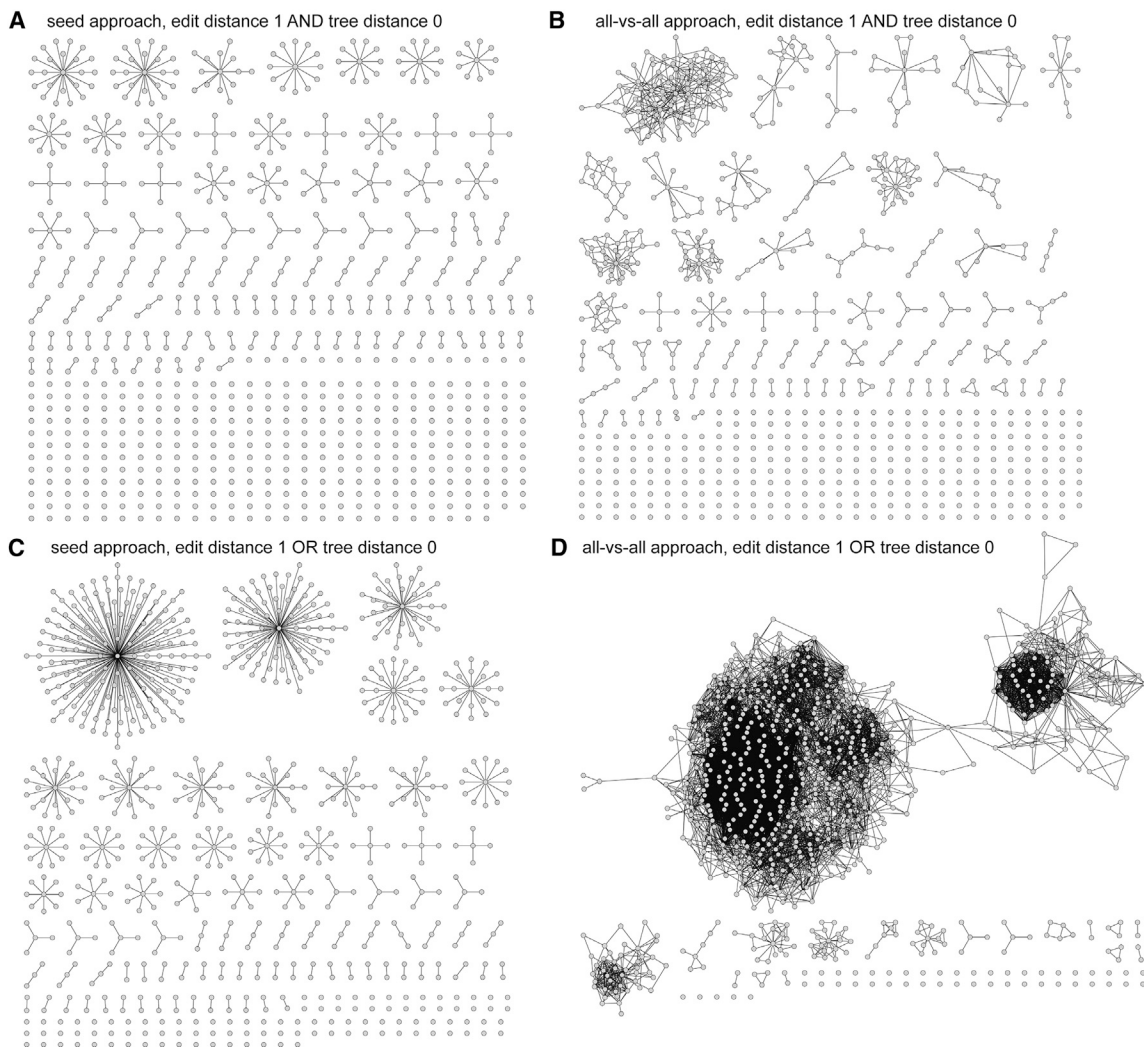 A seed approach, edit distance 1 AND tree distance 0
B all-vs-all approach, edit distance 1 AND tree distance 0
C seed approach, edit distance 1 OR tree distance 0
D all-vs-all approach, edit distance 1 OR tree distance 0